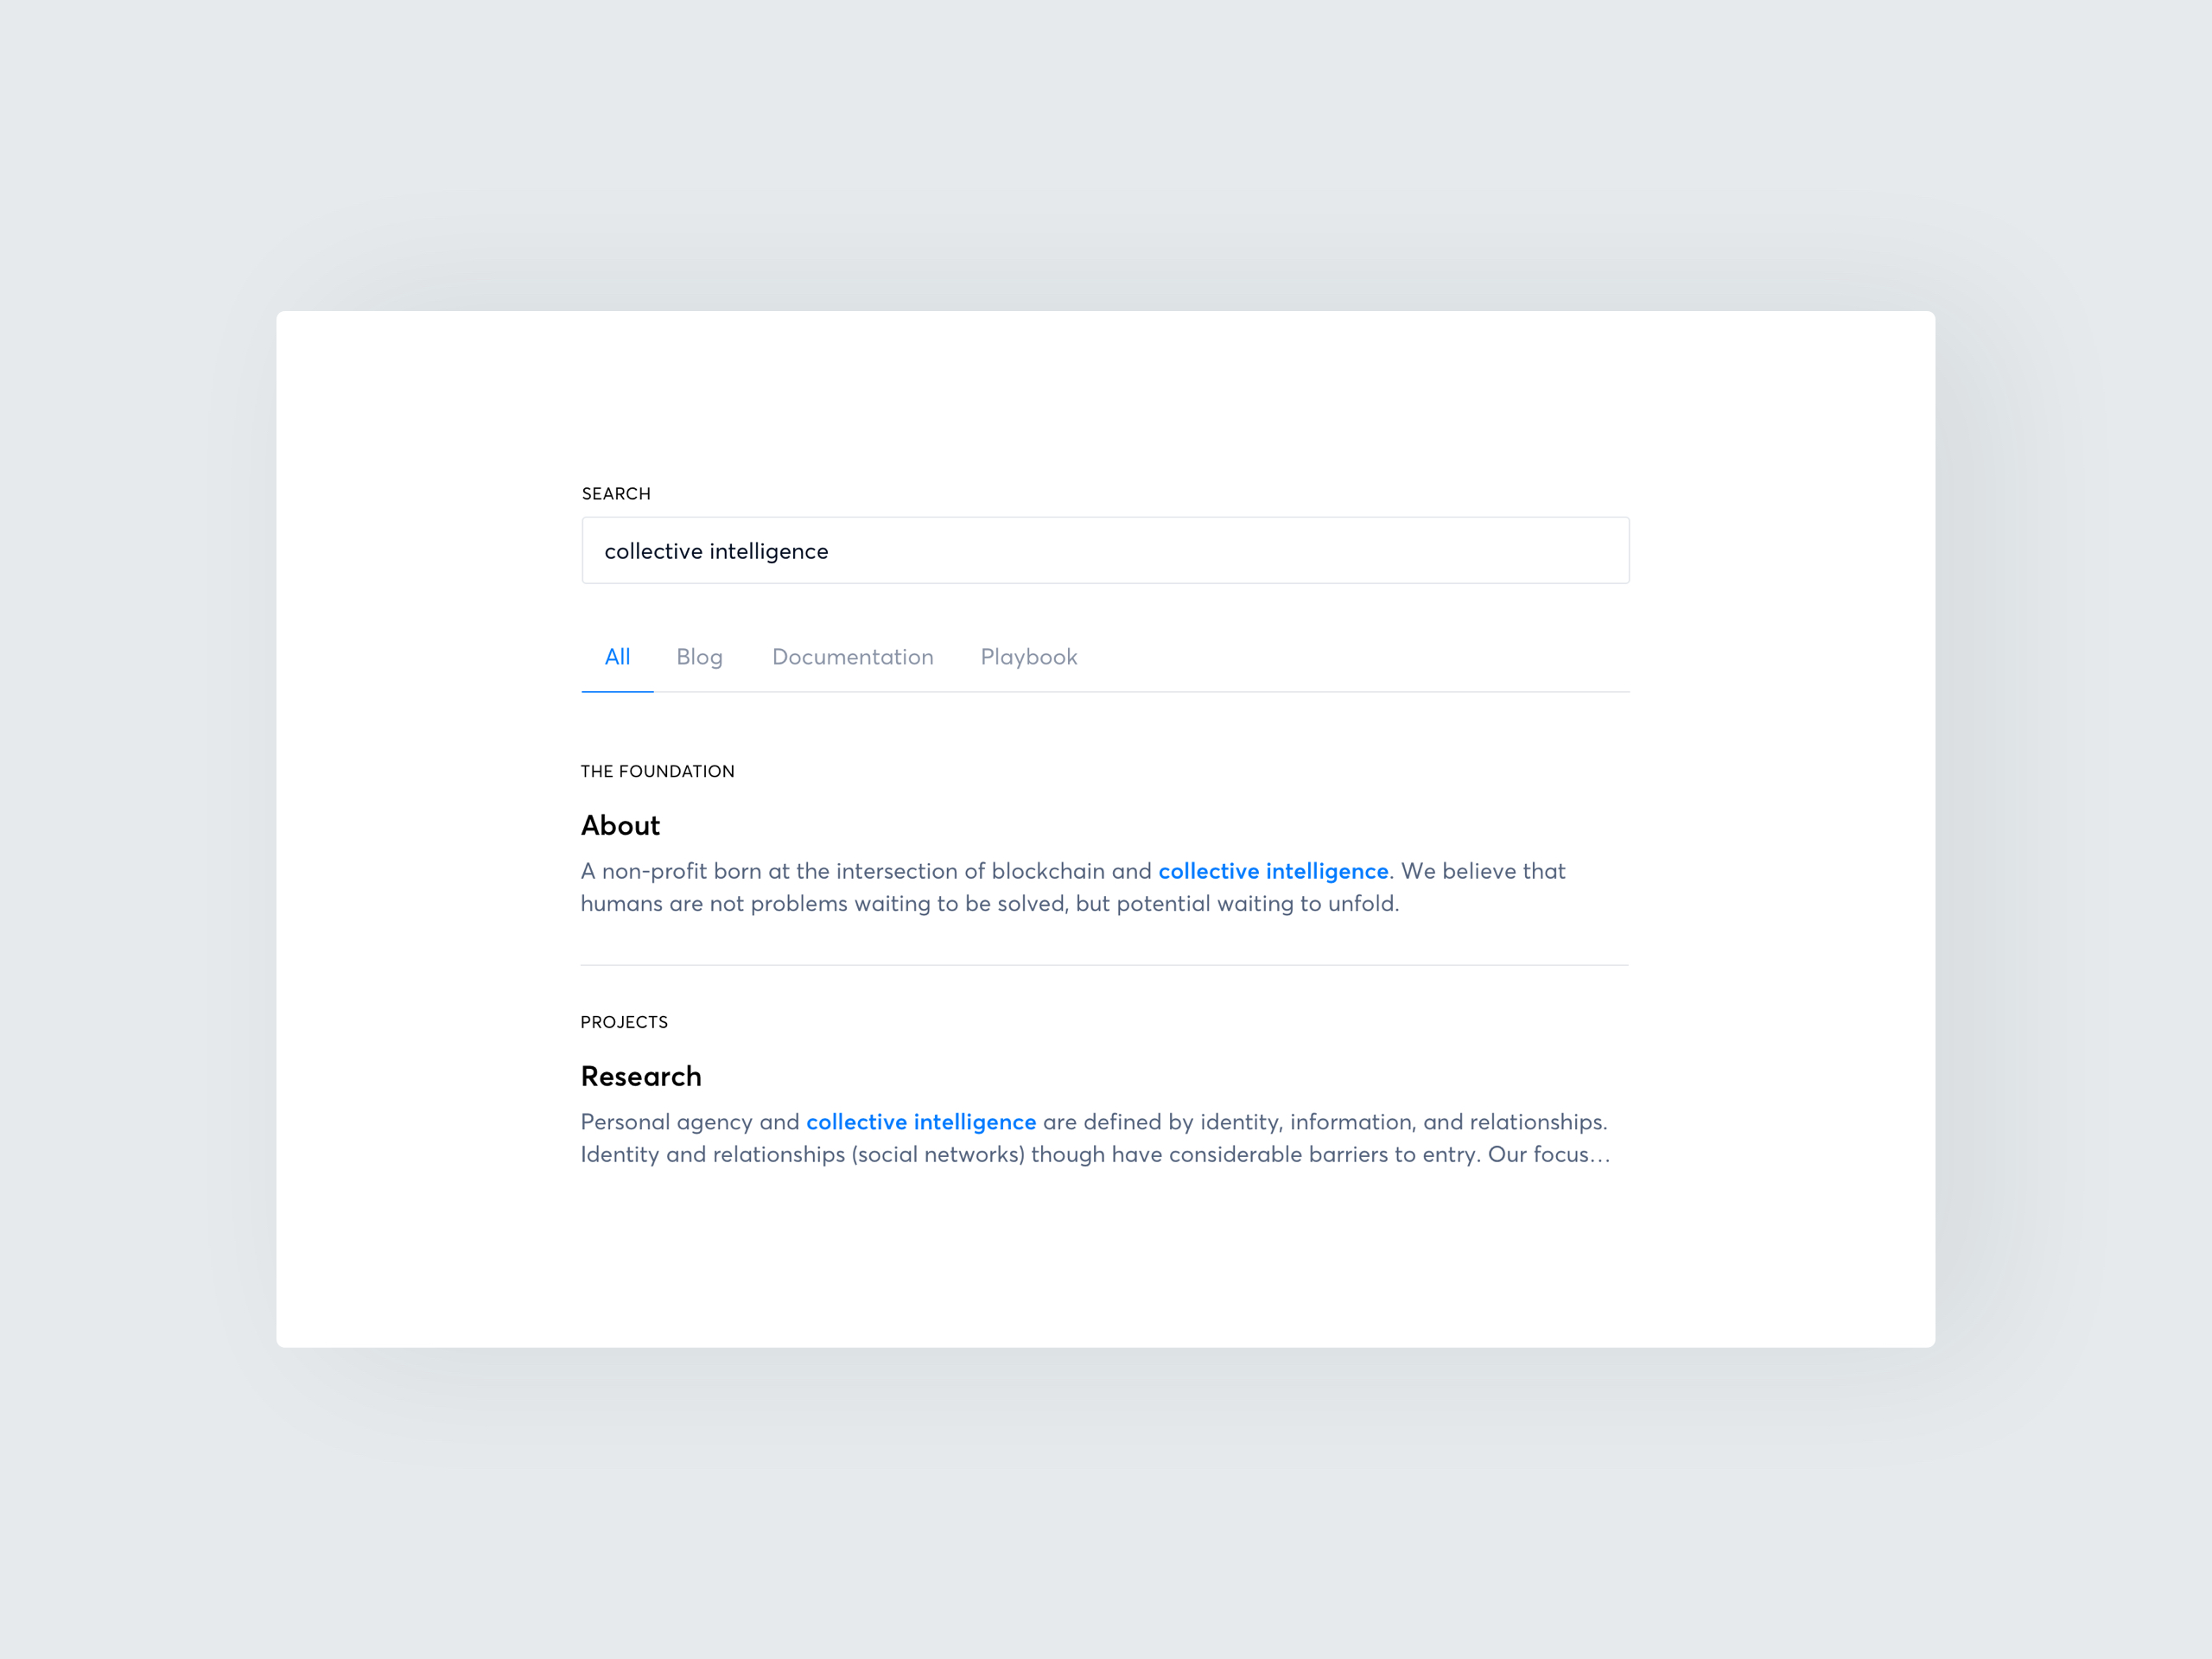 SEARCH
collective intelligence
All Blog Documentation Playbook
THE FOUNDATION
About
A non-profit born at the intersection of blockchain and collective intelligence. We believe that
humans are not problems waiting to be solved, but potential waiting to unfold.
PROJECTS
Research
Personal agency and collective intelligence are defined by identity, information, and relationships.
Identity and relationships (social networks) though have considerable barriers to entry. Our focus…